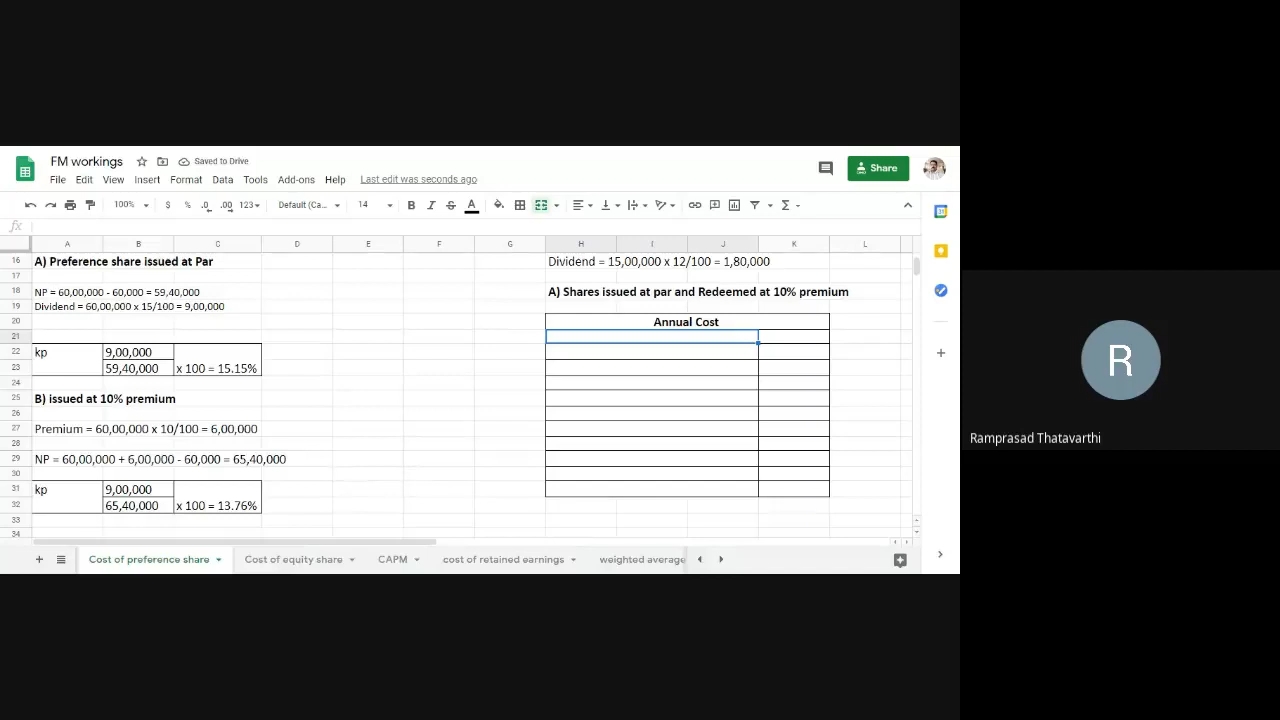 FM workings
Saved to Drive
File Edit View Insert Format Data Tools Add-ons Help Last edit was seconds ago
Share
100% $ % .0 .00 123 Default (Ca... 14 B I S A
fx
A B C D E F G H I J K L
16 A) Preference share issued at Par Dividend = 15,00,000 x 12/100 = 1,80,000
17
18 NP = 60,00,000 - 60,000 = 59,40,000 A) Shares issued at par and Redeemed at 10% premium
19 Dividend = 60,00,000 x 15/100 = 9,00,000
20 Annual Cost
21
22 kp 9,00,000
23 59,40,000 x 100 = 15.15%
24
25 B) issued at 10% premium
26
27 Premium = 60,00,000 x 10/100 = 6,00,000
28
29 NP = 60,00,000 + 6,00,000 - 60,000 = 65,40,000
30
31 kp 9,00,000
32 65,40,000 x 100 = 13.76%
33
34
Cost of preference share Cost of equity share CAPM cost of retained earnings weighted average
R
Ramprasad Thatavarthi